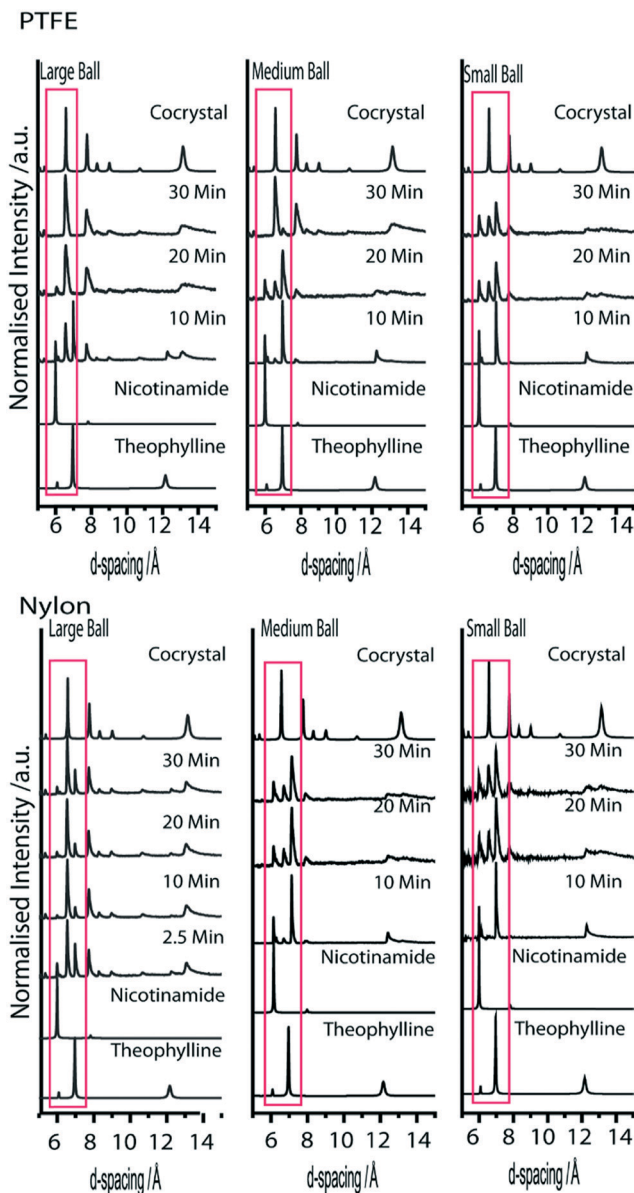 PTFE
Large Ball
Medium Ball
Small Ball
Normalised Intensity /a.u.
Cocrystal
30 Min
20 Min
10 Min
Nicotinamide
Theophylline
6 8 10 12 14
d-spacing /Å
Cocrystal
30 Min
20 Min
10 Min
Nicotinamide
Theophylline
6 8 10 12 14
d-spacing /Å
Cocrystal
30 Min
20 Min
10 Min
Nicotinamide
Theophylline
6 8 10 12 14
d-spacing /Å
Nylon
Large Ball
Medium Ball
Small Ball
Normalised Intensity /a.u.
Cocrystal
30 Min
20 Min
10 Min
2.5 Min
Nicotinamide
Theophylline
6 8 10 12 14
d-spacing /Å
Cocrystal
30 Min
20 Min
10 Min
Nicotinamide
Theophylline
6 8 10 12 14
d-spacing /Å
Cocrystal
30 Min
20 Min
10 Min
Nicotinamide
Theophylline
6 8 10 12 14
d-spacing /Å